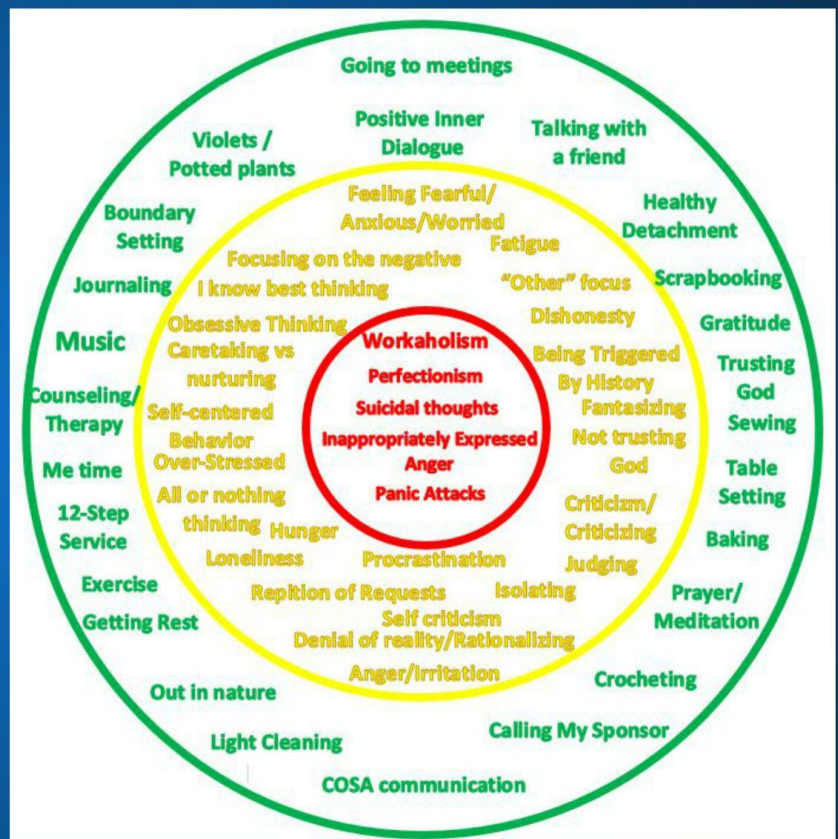 Going to meetings
Positive Inner
Dialogue
Talking with
a friend
Violets /
Potted plants
Healthy
Detachment
Boundary
Setting
Scrapbooking
Journaling
Gratitude
Music
Trusting
God
Counseling/
Therapy
Sewing
Me time
Table
Setting
12-Step
Service
Baking
Exercise
Prayer/
Meditation
Getting Rest
Crocheting
Out in nature
Calling My Sponsor
Light Cleaning
COSA communication
Feeling Fearful/
Anxious/Worried
Fatigue
Focusing on the negative
"Other" focus
I know best thinking
Dishonesty
Obsessive Thinking
Being Triggered
By History
Caretaking vs
nurturing
Fantasizing
Self-centered
Behavior
Not trusting
God
Over-Stressed
All or nothing
thinking
Hunger
Criticizm/
Criticizing
Loneliness
Procrastination
Judging
Repition of Requests
Isolating
Self criticism
Denial of reality/Rationalizing
Anger/Irritation
Workaholism
Perfectionism
Suicidal thoughts
Inappropriately Expressed
Anger
Panic Attacks